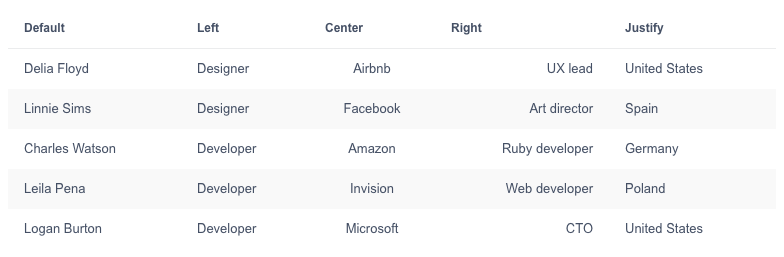 Default Left Center Right Justify
Delia Floyd Designer Airbnb UX lead United States
Linnie Sims Designer Facebook Art director Spain
Charles Watson Developer Amazon Ruby developer Germany
Leila Pena Developer Invision Web developer Poland
Logan Burton Developer Microsoft CTO United States